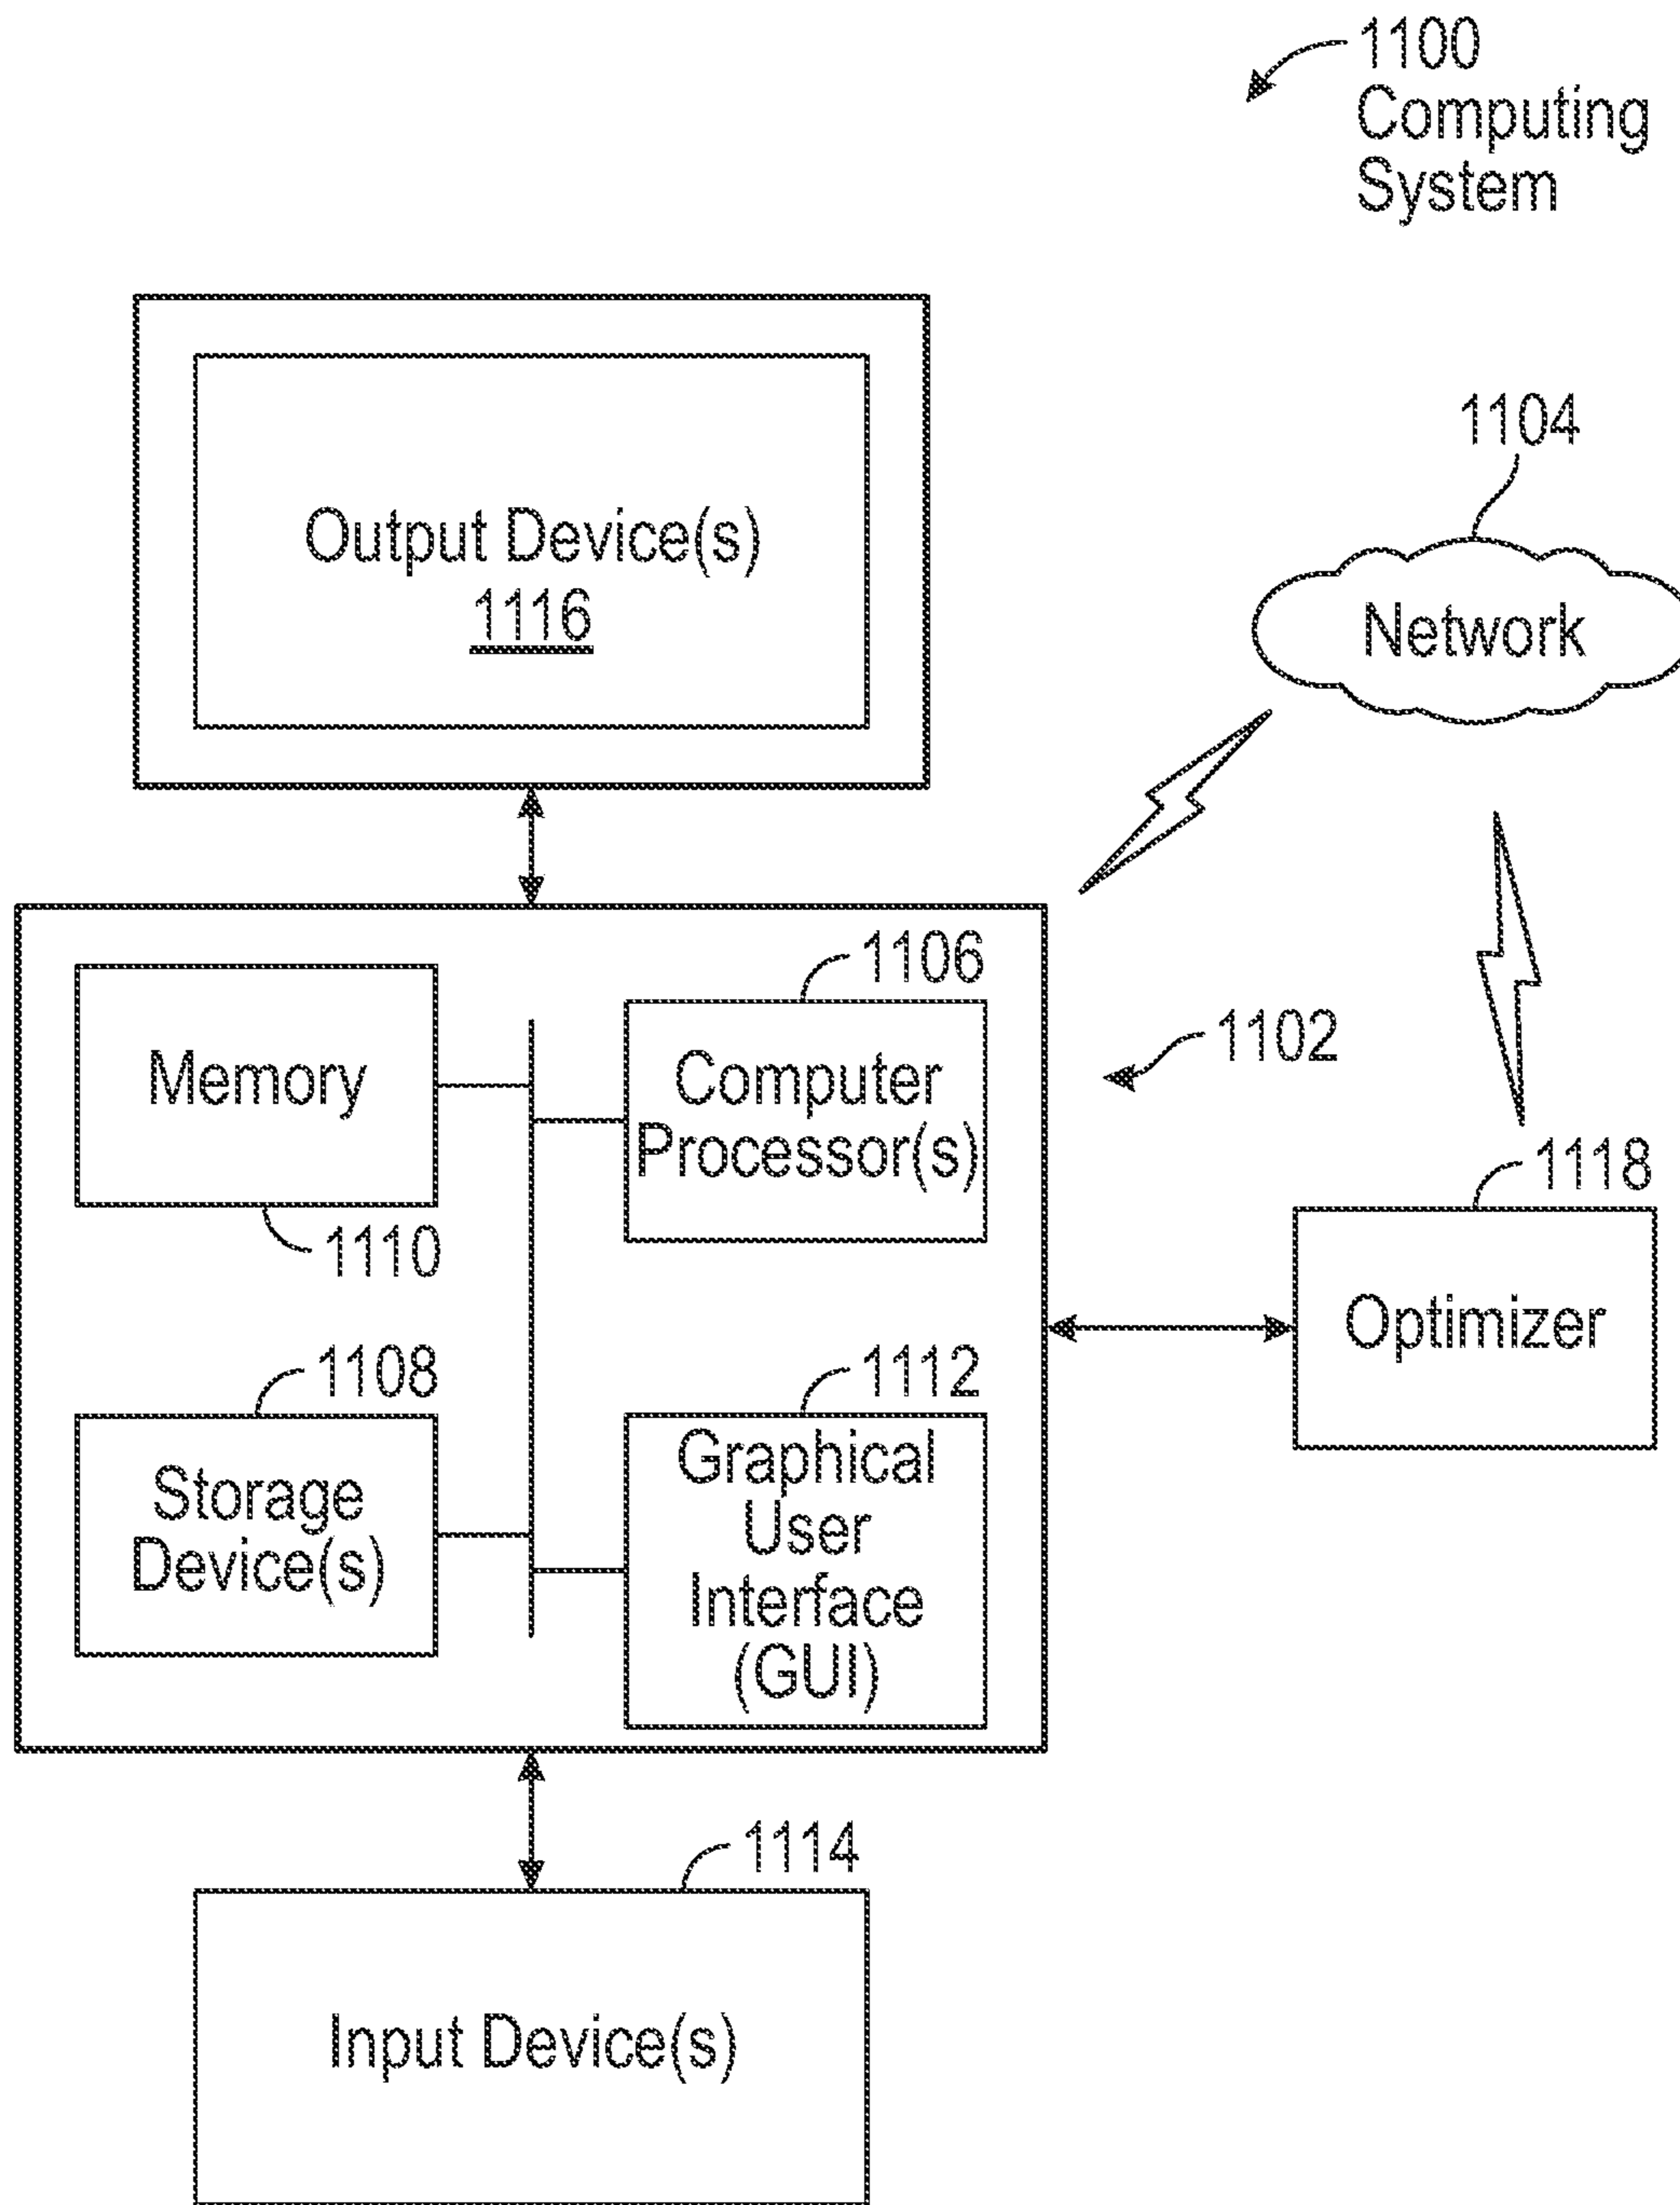 1100
Computing
System
Output Device(s)
1116
1104
Network
1106
Memory
Computer
Processor(s)
1102
1110
1118
Optimizer
1108
1112
Storage
Device(s)
Graphical
User
Interface
(GUI)
1114
Input Device(s)